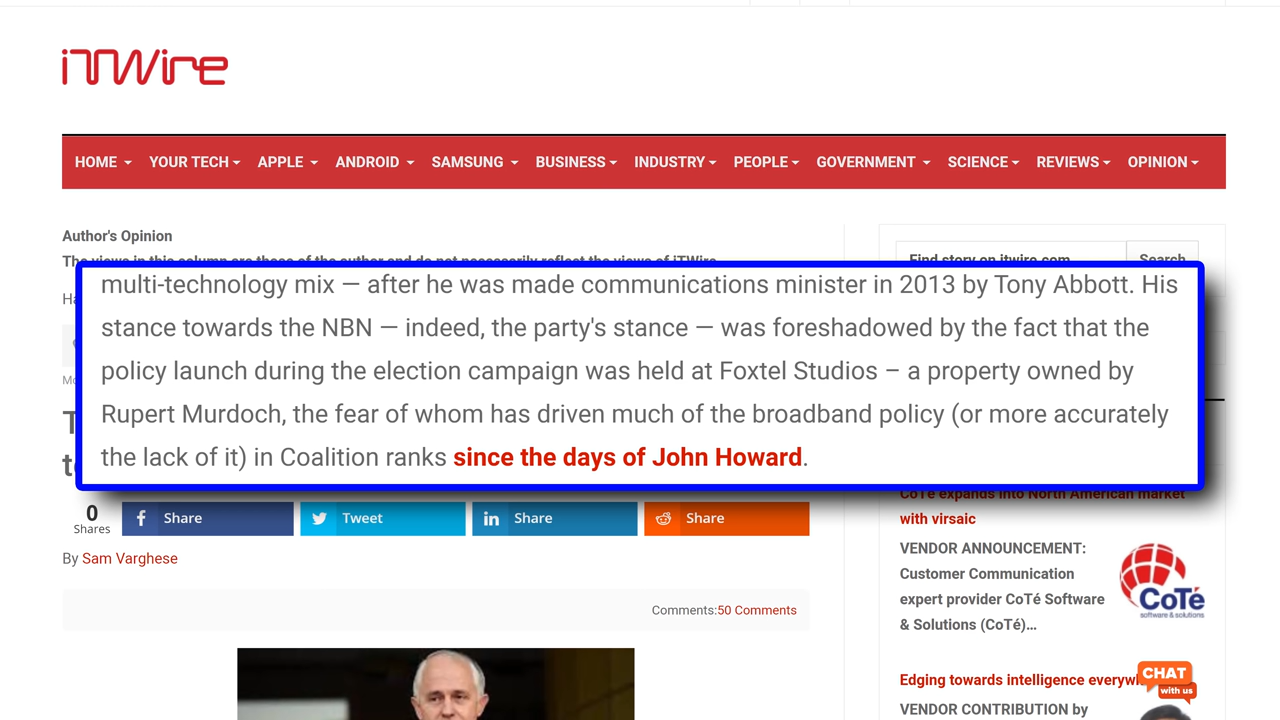 iTWire
HOME YOUR TECH APPLE ANDROID SAMSUNG BUSINESS INDUSTRY PEOPLE GOVERNMENT SCIENCE REVIEWS OPINION
Author's Opinion
The views in this column are those of the author and do not necessarily reflect the views of iTWire.
Find story on itwire.com
Search
multi-technology mix — after he was made communications minister in 2013 by Tony Abbott. His
stance towards the NBN — indeed, the party's stance — was foreshadowed by the fact that the
policy launch during the election campaign was held at Foxtel Studios – a property owned by
Rupert Murdoch, the fear of whom has driven much of the broadband policy (or more accurately
the lack of it) in Coalition ranks since the days of John Howard.
0
Shares
Share
Tweet
Share
Share
By Sam Varghese
Comments:50 Comments
CoTé expands into North American market
with virsaic
VENDOR ANNOUNCEMENT:
Customer Communication
expert provider CoTé Software
& Solutions (CoTé)…
CoTé
software & solutions
Edging towards intelligence
VENDOR CONTRIBUTION by
CHAT
with us